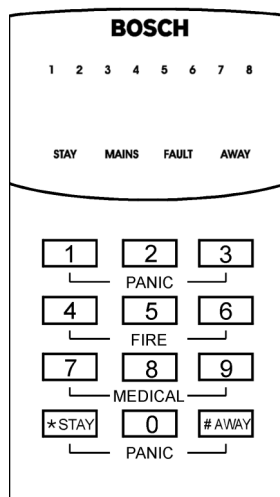 BOSCH
1 2 3 4 5 6 7 8
STAY MAINS FAULT AWAY
1 2 3
PANIC
4 5 6
FIRE
7 8 9
MEDICAL
*STAY 0 #AWAY
PANIC